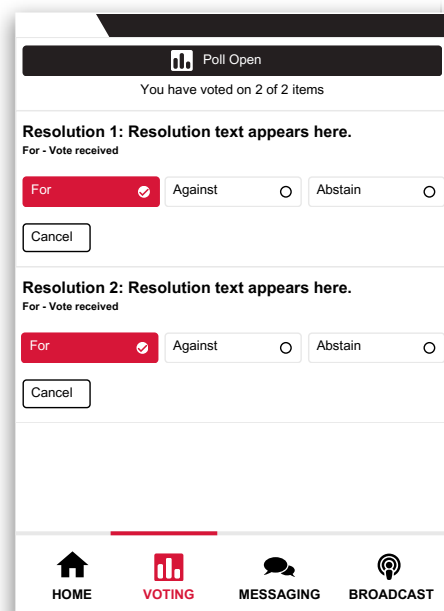 Poll Open
You have voted on 2 of 2 items
Resolution 1: Resolution text appears here.
For - Vote received
For Against Abstain
Cancel
Resolution 2: Resolution text appears here.
For - Vote received
For Against Abstain
Cancel
HOME VOTING MESSAGING BROADCAST